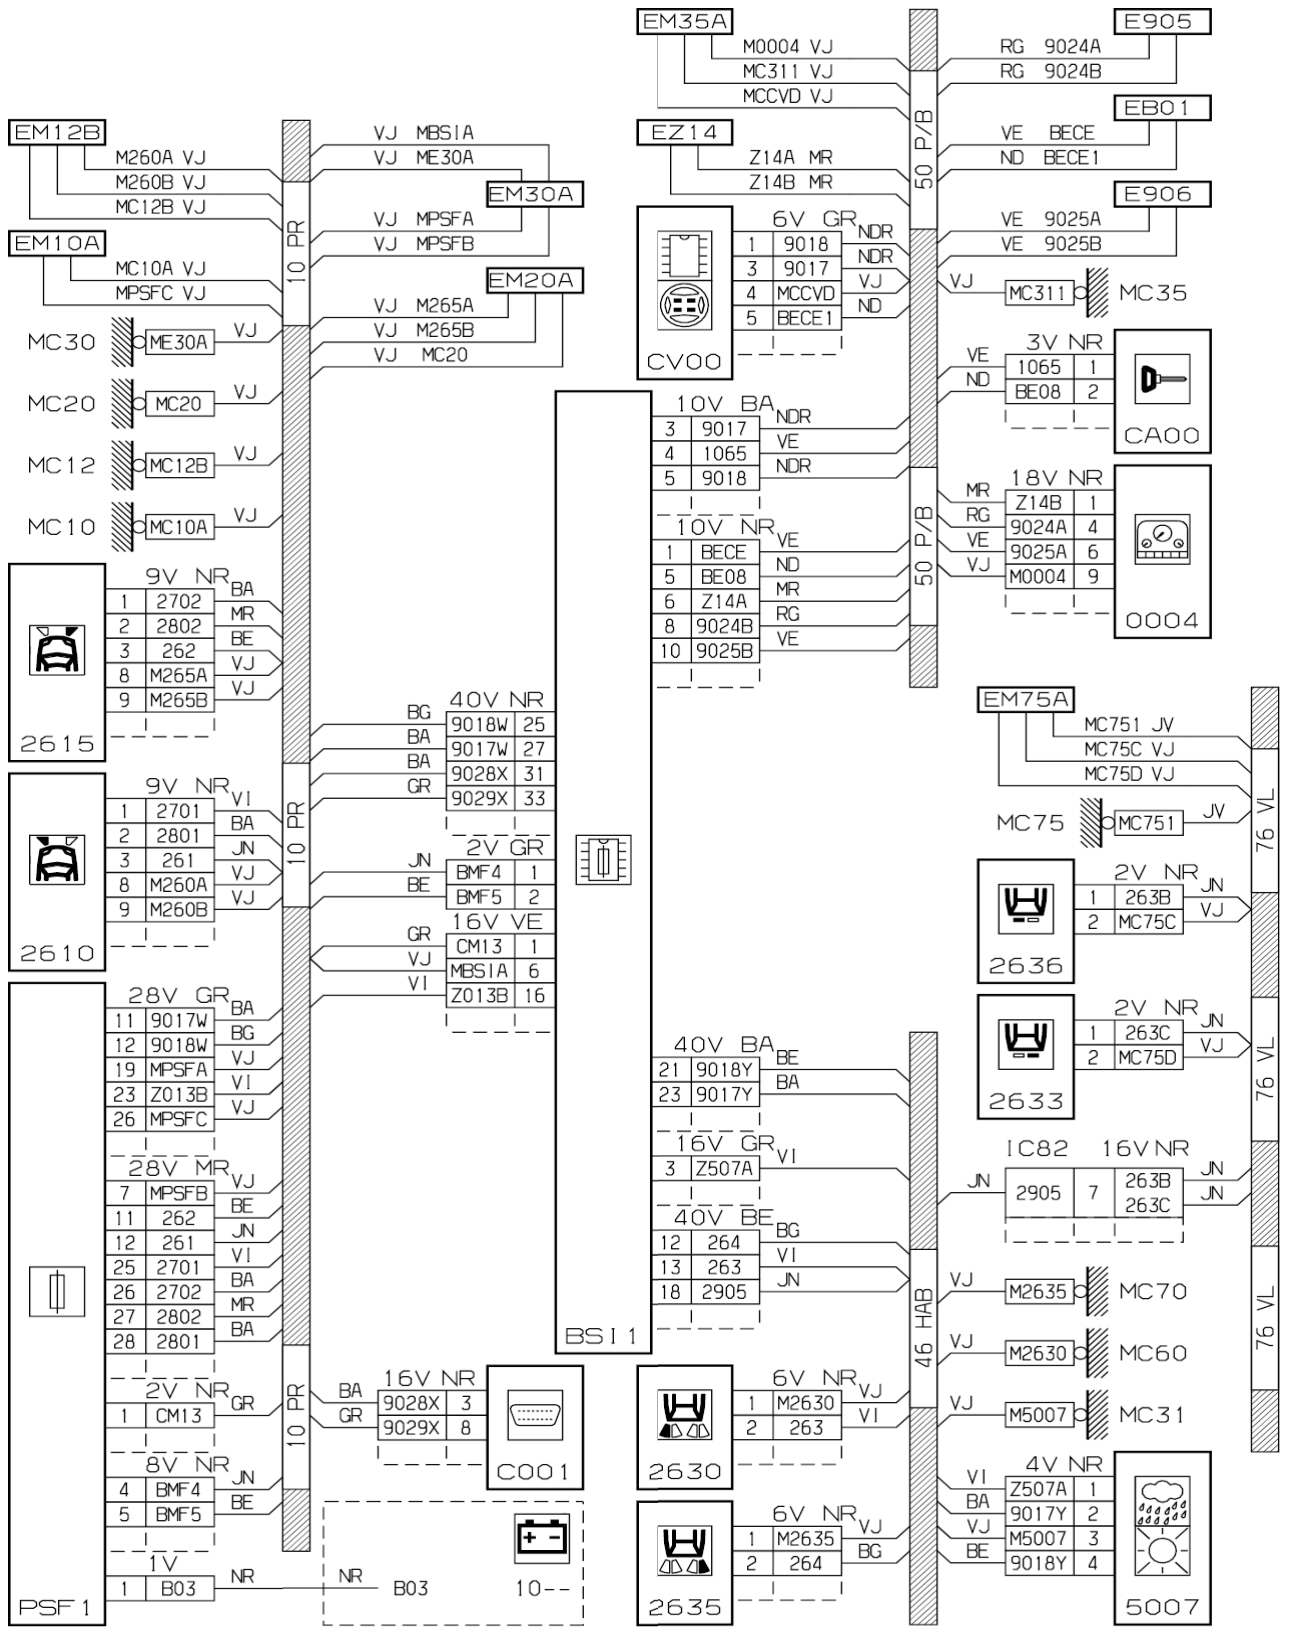 EM12B
M260A VJ
M260B VJ
MC12B VJ
EM10A
MC10A VJ
MPSFC VJ
MC30 ME30A VJ
MC20 MC20 VJ
MC12 MC12B VJ
MC10 MC10A VJ
10 PR
VJ MBSIA
VJ ME30A
EM30A
VJ MPSFA
VJ MPSFB
EM20A
VJ M265A
VJ M265B
VJ MC20
9V NR
1 2702 BA
2 2802 MR
3 262 BE
8 M265A VJ
9 M265B VJ
2615
9V NR
1 2701 VI
2 2801 BA
3 261 JN
8 M260A VJ
9 M260B VJ
2610
10 PR
28V GR
11 9017W BA
12 9018W BG
19 MPSFA VJ
23 Z013B VI
26 MPSFC VJ
28V MR
7 MPSFB VJ
11 262 BE
12 261 JN
25 2701 VI
26 2702 BA
27 2802 MR
28 2801 BA
2V NR
1 CM13 GR
8V NR
4 BMF4 JN
5 BMF5 BE
1V
1 B03 NR
PSF1
10 PR
NR B03
10--
40V NR
BG 9018W 25
BA 9017W 27
BA 9028X 31
GR 9029X 33
2V GR
JN BMF4 1
BE BMF5 2
16V VE
GR CM13 1
VJ MBSIA 6
VI Z013B 16
16V NR
BA 9028X 3
GR 9029X 8
C001
BSI1
EM35A
M0004 VJ
MC311 VJ
MCCVD VJ
EZ14
Z14A MR
Z14B MR
6V GR
1 9018 NDR
3 9017 NDR
4 MCCVD VJ
5 BECE1 ND
CV00
50 P/B
10V BA
3 9017 NDR
4 1065 VE
5 9018 NDR
10V NR
1 BECE VE
5 BE08 ND
6 Z14A MR
8 9024B RG
10 9025B VE
50 P/B
40V BA
21 9018Y BE
23 9017Y BA
16V GR
3 Z507A VI
40V BE
12 264 BG
13 263 VI
18 2905 JN
46 HAB
6V NR
1 M2630 VJ
2 263 VI
2630
6V NR
1 M2635 VJ
2 264 BG
2635
E905
RG 9024A
RG 9024B
EB01
VE BECE
ND BECE1
E906
VE 9025A
VE 9025B
VJ MC311 MC35
3V NR
VE 1065 1
ND BE08 2
CA00
18V NR
MR Z14B 1
RG 9024A 4
VE 9025A 6
VJ M0004 9
0004
EM75A
MC751 JV
MC75C VJ
MC75D VJ
MC75 MC751 JV
76 VL
2V NR
1 263B JN
2 MC75C VJ
2636
2V NR
1 263C JN
2 MC75D VJ
2633
76 VL
IC82 16V NR
JN 2905 7 263B JN
263C JN
76 VL
VJ M2635 MC70
VJ M2630 MC60
VJ M5007 MC31
4V NR
VI Z507A 1
BA 9017Y 2
VJ M5007 3
BE 9018Y 4
5007